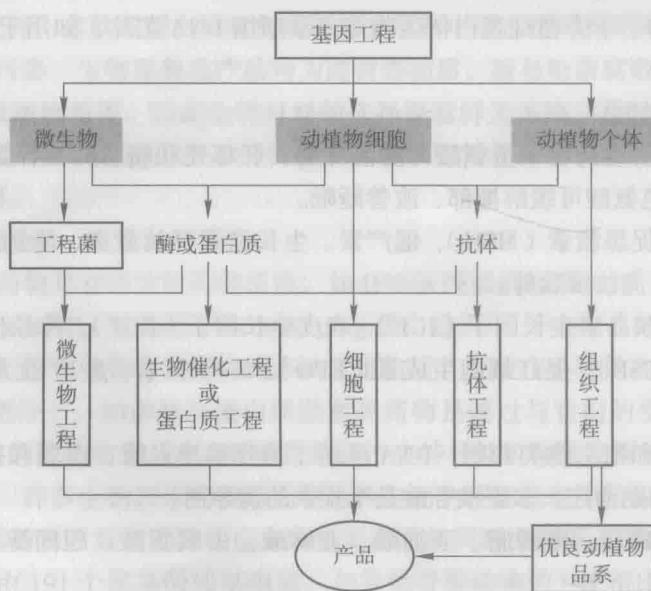 基因工程
微生物
动植物细胞
动植物个体
工程菌
酶或蛋白质
抗体
微生物工程
生物催化工程
或
蛋白质工程
细胞工程
抗体工程
组织工程
产品
优良动植物
品系